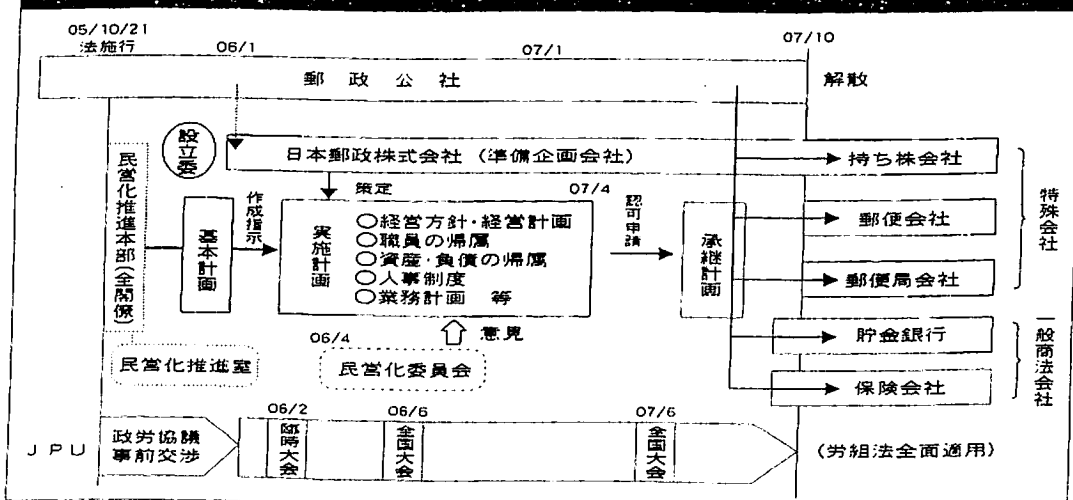 05/10/21
法施行
06/1
07/1
07/10
郵政公社
解散
設立委
日本郵政株式会社(準備企画会社)
持ち株会社
民営化推進本部(全閣僚)
基本計画
作成指示
策定
07/4
実施計画
○経営方針・経営計画
○職員の帰属
○資産・負債の帰属
○人事制度
○業務計画 等
認可申請
承継計画
郵便会社
郵便局会社
特殊会社
06/4
意見
民営化推進室
民営化委員会
貯金銀行
保険会社
一般商法会社
JPU
政労協議
事前交渉
06/2
臨時大会
06/6
全国大会
07/6
全国大会
(労組法全面適用)